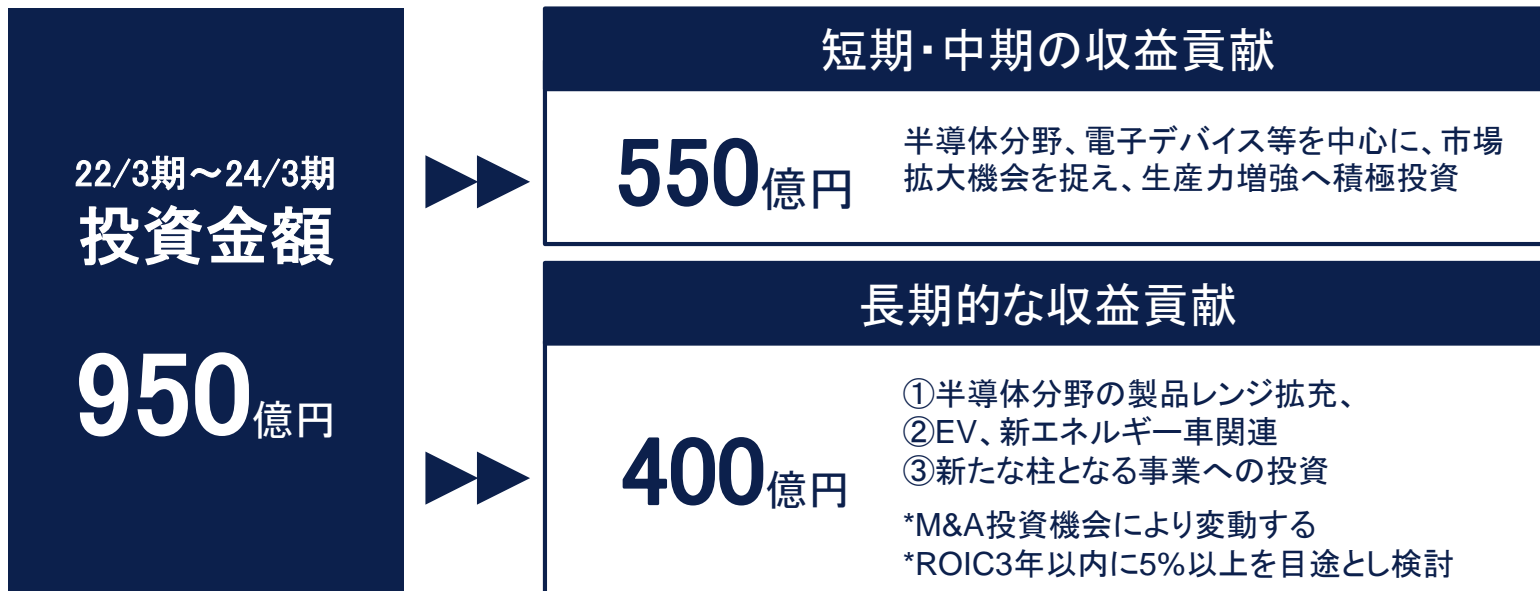 22/3期～24/3期
投資金額
950億円
短期・中期の収益貢献
550億円
半導体分野、電子デバイス等を中心に、市場
拡大機会を捉え、生産力増強へ積極投資
長期的な収益貢献
400億円
①半導体分野の製品レンジ拡充、
②EV、新エネルギー車関連
③新たな柱となる事業への投資
*M&A投資機会により変動する
*ROIC3年以内に5%以上を目途とし検討